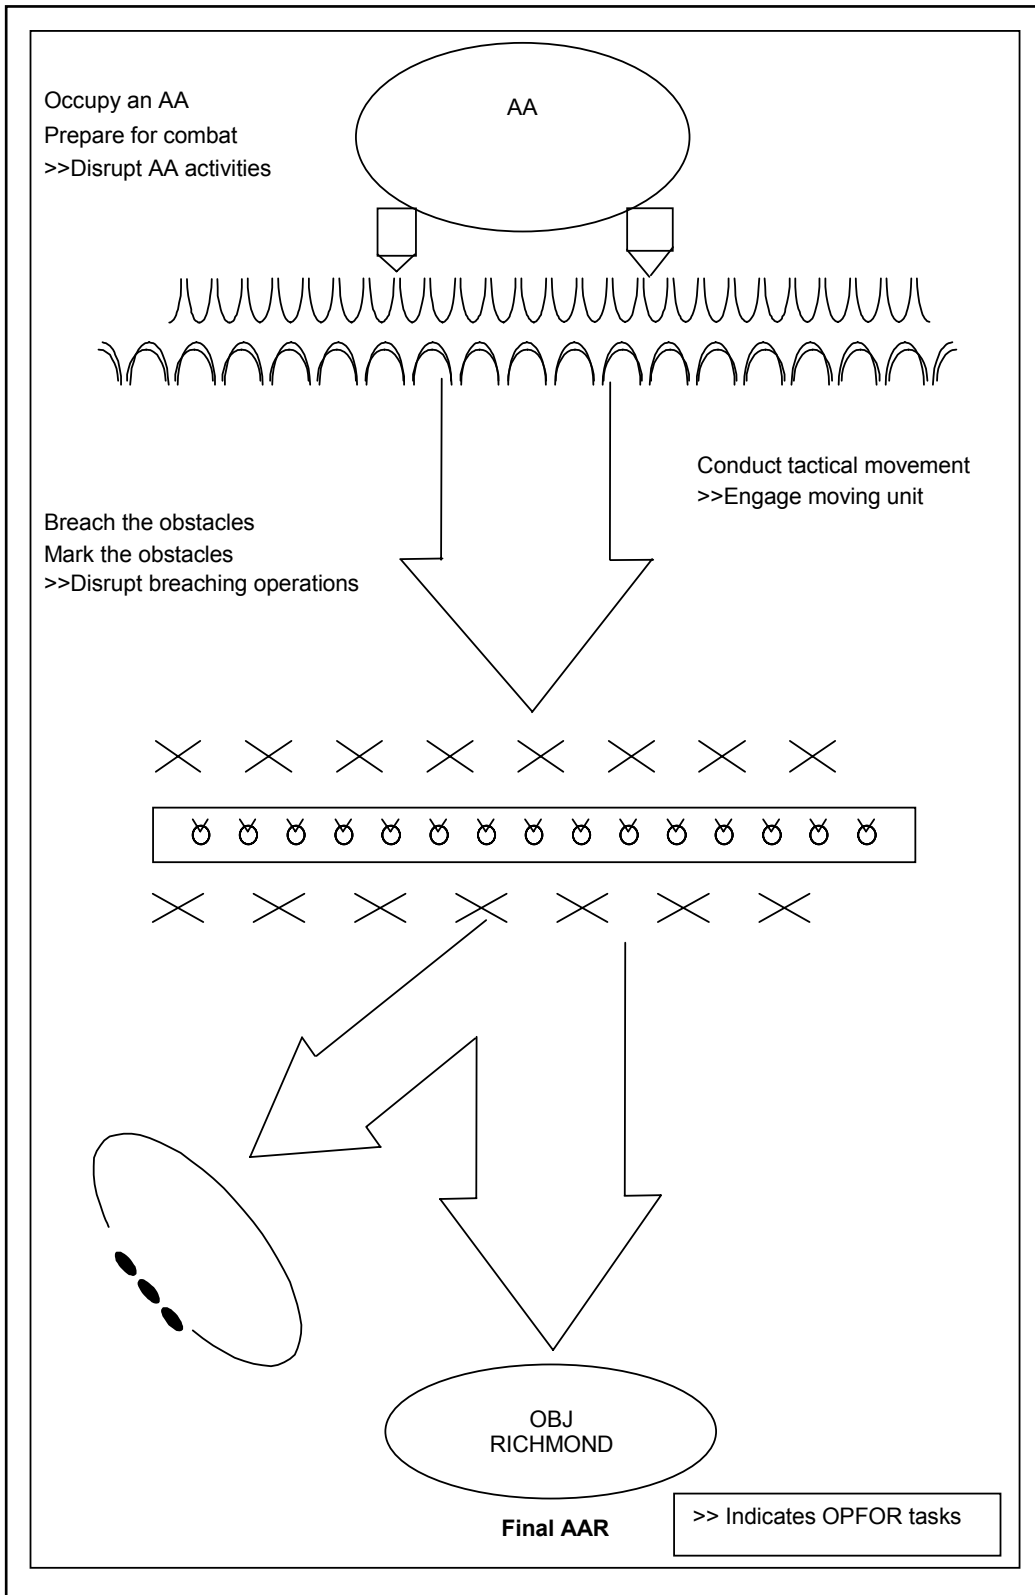 AA
Occupy an AA
Prepare for combat
>>Disrupt AA activities
Conduct tactical movement
>>Engage moving unit
Breach the obstacles
Mark the obstacles
>>Disrupt breaching operations
OBJ
RICHMOND
Final AAR
>> Indicates OPFOR tasks